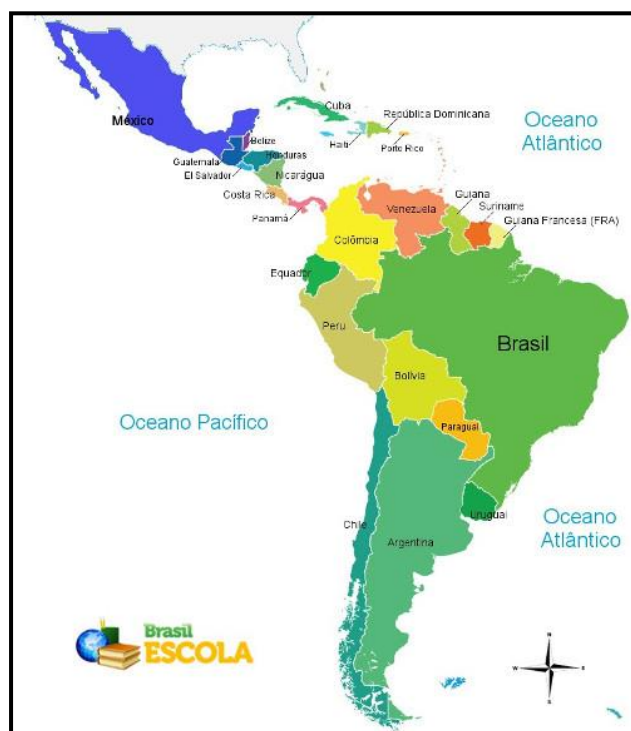 México
Cuba
República Dominicana
Oceano
Atlântico
Belize
Haiti
Porto Rico
Guatemala
Honduras
El Salvador
Nicarágua
Costa Rica
Panamá
Venezuela
Guiana
Suriname
Guiana Francesa (FRA)
Colômbia
Equador
Peru
Brasil
Bolívia
Oceano Pacífico
Paraguai
Uruguai
Chile
Argentina
Oceano
Atlântico
Brasil
ESCOLA
N
W
E
S